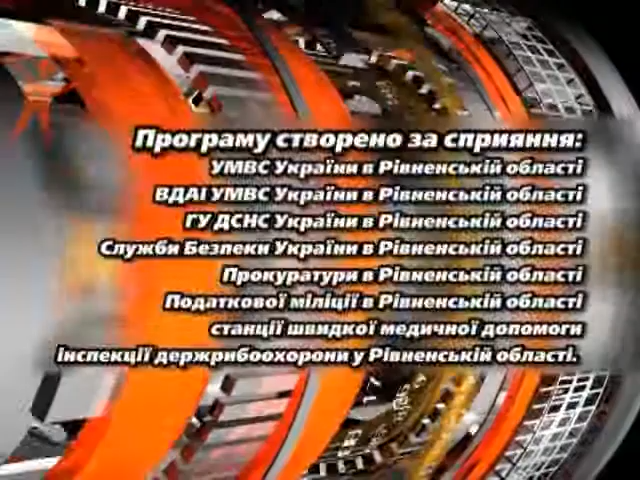 Програму створено за сприяння:
УМВС України в Рівненській області
ВДАІ УМВС України в Рівненській області
ГУ ДСНС України в Рівненській області
Служби Безпеки України в Рівненській області
Прокуратури в Рівненській області
Податкової міліції в Рівненській області
станції швидкої медичної допомоги
інспекції держрибоохорони у Рівненській області.